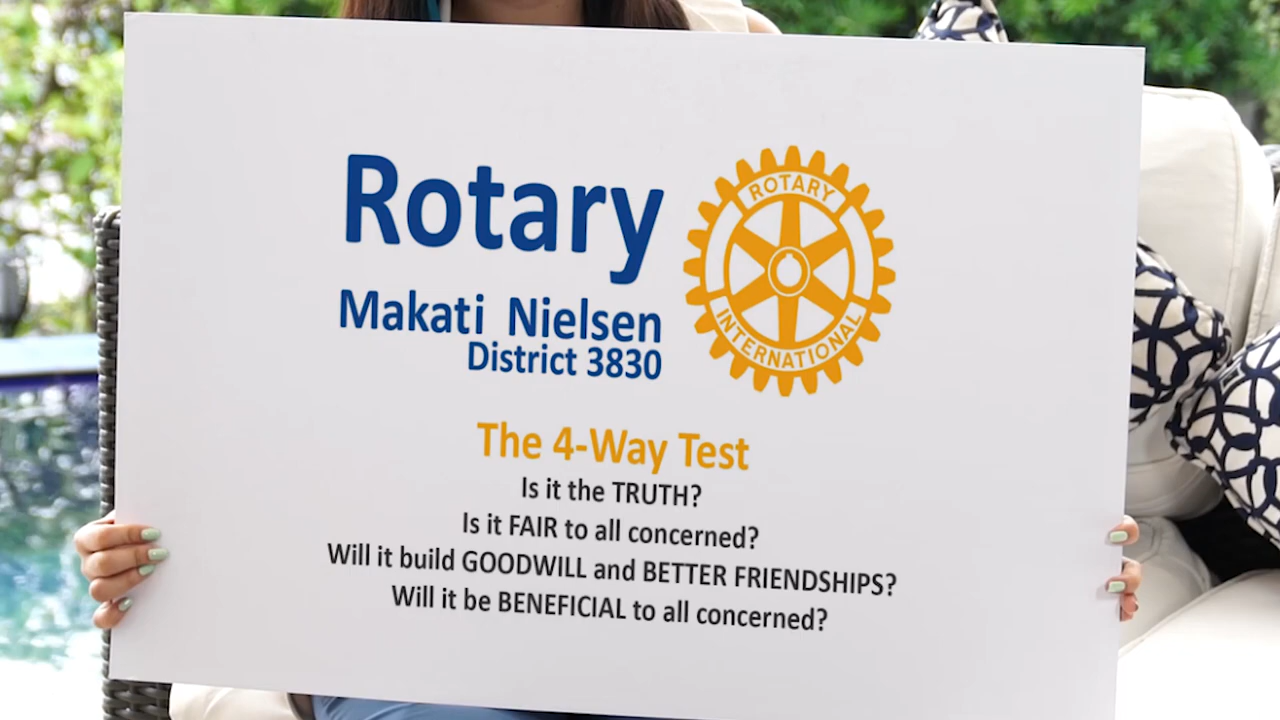 Rotary
Makati Nielsen
District 3830
ROTARY
INTERNATIONAL
The 4-Way Test
Is it the TRUTH?
Is it FAIR to all concerned?
Will it build GOODWILL and BETTER FRIENDSHIPS?
Will it be BENEFICIAL to all concerned?